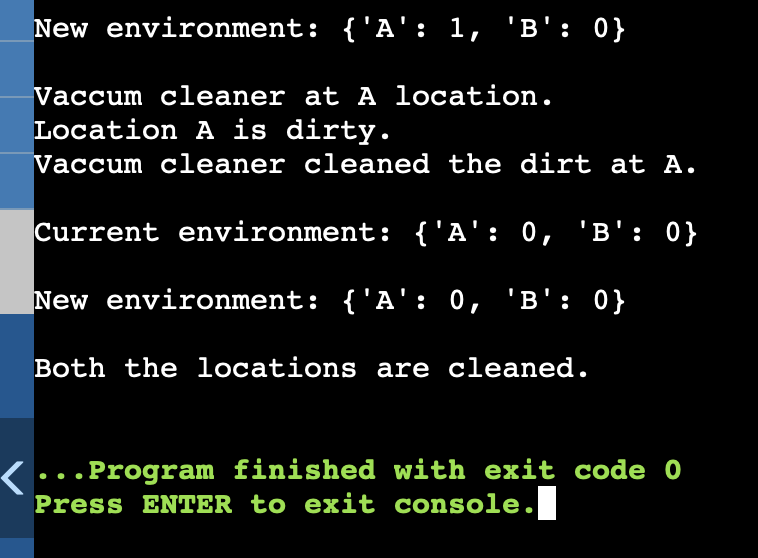 New environment: {'A': 1, 'B': 0}
Vaccum cleaner at A location.
Location A is dirty.
Vaccum cleaner cleaned the dirt at A.
Current environment: {'A': 0, 'B': 0}
New environment: {'A': 0, 'B': 0}
Both the locations are cleaned.
...Program finished with exit code 0
Press ENTER to exit console.